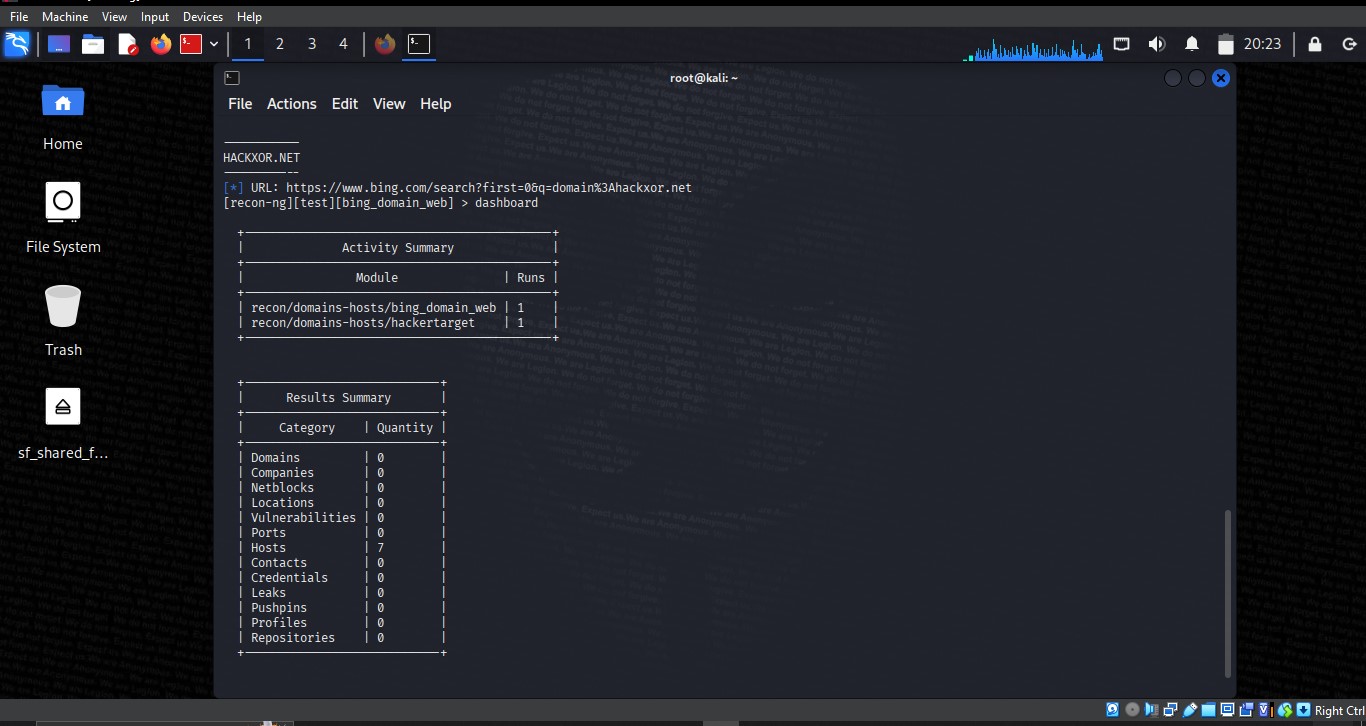 File Machine View Input Devices Help
1 2 3 4 20:23
root@kali: ~
File Actions Edit View Help
Home
File System
Trash
sf_shared_f...
HACKXOR.NET
[*] URL: https://www.bing.com/search?first=0&q=domain%3Ahackxor.net
[recon-ng][test][bing_domain_web] > dashboard
Activity Summary
Module | Runs
recon/domains-hosts/bing_domain_web | 1
recon/domains-hosts/hackertarget | 1
Results Summary
Category | Quantity
Domains | 0
Companies | 0
Netblocks | 0
Locations | 0
Vulnerabilities | 0
Ports | 0
Hosts | 7
Contacts | 0
Credentials | 0
Leaks | 0
Pushpins | 0
Profiles | 0
Repositories | 0
Right Ctrl